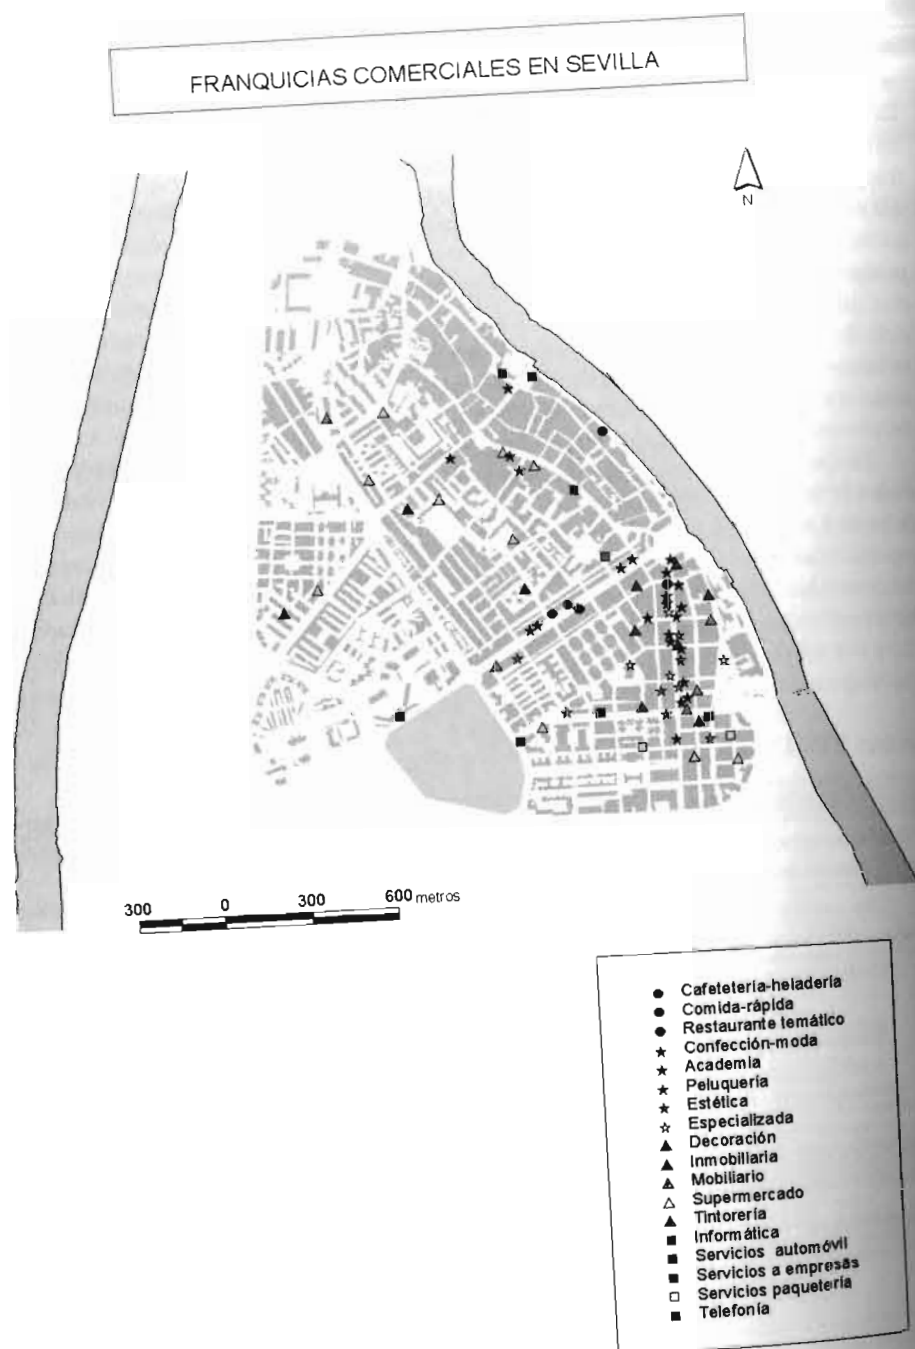 FRANQUICIAS COMERCIALES EN SEVILLA
N
300 0 300 600 metros
Cafetetería-heladería
Comida-rápida
Restaurante temático
Confección-moda
Academia
Peluquería
Estética
Especializada
Decoración
Inmobiliaria
Mobiliario
Supermercado
Tintorería
Informática
Servicios automóvil
Servicios a empresas
Servicios paquetería
Telefonía